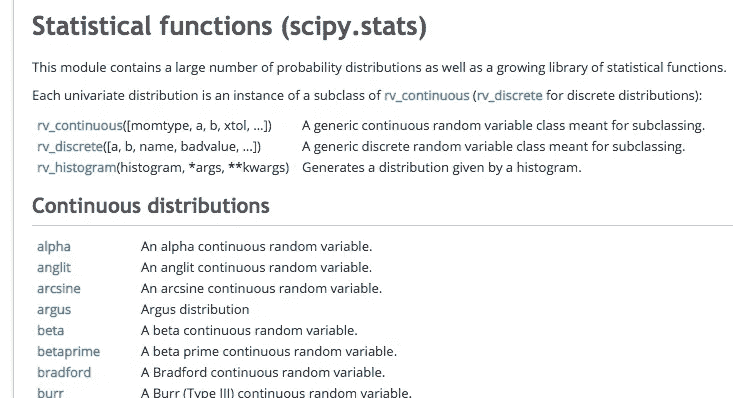 Statistical functions (scipy.stats)
This module contains a large number of probability distributions as well as a growing library of statistical functions.
Each univariate distribution is an instance of a subclass of rv_continuous (rv_discrete for discrete distributions):
rv_continuous([momtype, a, b, xtol, ...]) A generic continuous random variable class meant for subclassing.
rv_discrete([a, b, name, badvalue, ...]) A generic discrete random variable class meant for subclassing.
rv_histogram(histogram, *args, **kwargs) Generates a distribution given by a histogram.
Continuous distributions
alpha An alpha continuous random variable.
anglit An anglit continuous random variable.
arcsine An arcsine continuous random variable.
argus Argus distribution
beta A beta continuous random variable.
betaprime A beta prime continuous random variable.
bradford A Bradford continuous random variable.
burr A Burr (Type III) continuous random variable.